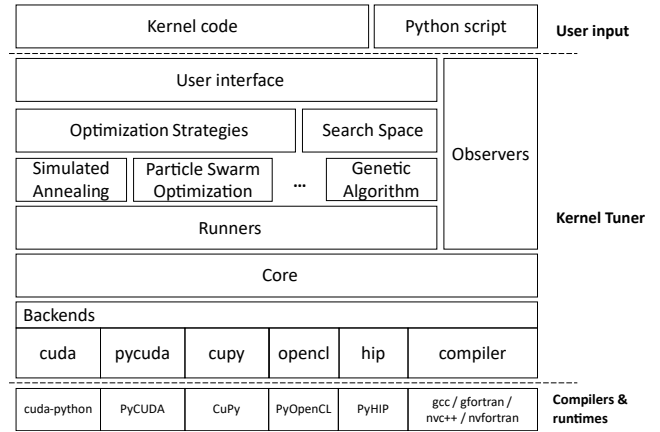 Kernel code
Python script
User input
User interface
Optimization Strategies
Search Space
Observers
Simulated
Annealing
Particle Swarm
Optimization
...
Genetic
Algorithm
Runners
Kernel Tuner
Core
Backends
cuda
pycuda
cupy
opencl
hip
compiler
cuda-python
PyCUDA
CuPy
PyOpenCL
PyHIP
gcc / gfortran /
nvc++ / nvfortran
Compilers &
runtimes